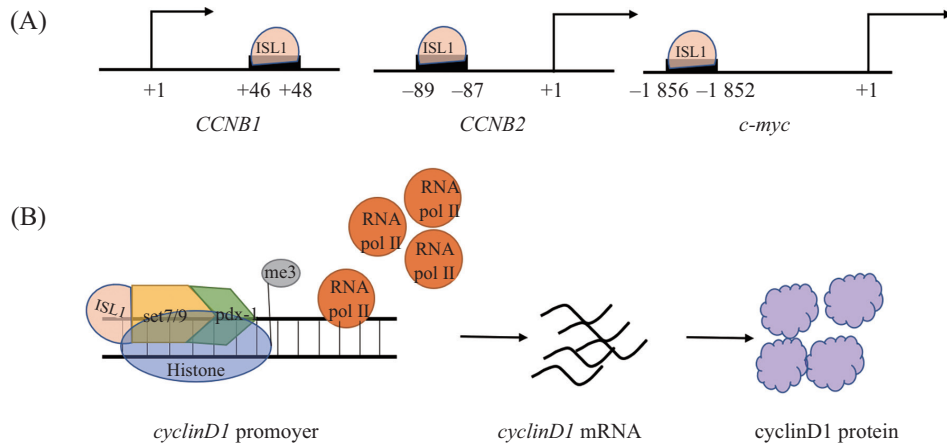 (A)
ISL1
ISL1
ISL1
+1
+46 +48
–89 –87
+1
–1 856 –1 852
+1
CCNB1
CCNB2
c-myc
(B)
RNA
pol II
RNA
pol II
RNA
pol II
me3
RNA
pol II
ISL1
set7/9
pdx-1
Histone
cyclinD1 promoyer
cyclinD1 mRNA
cyclinD1 protein